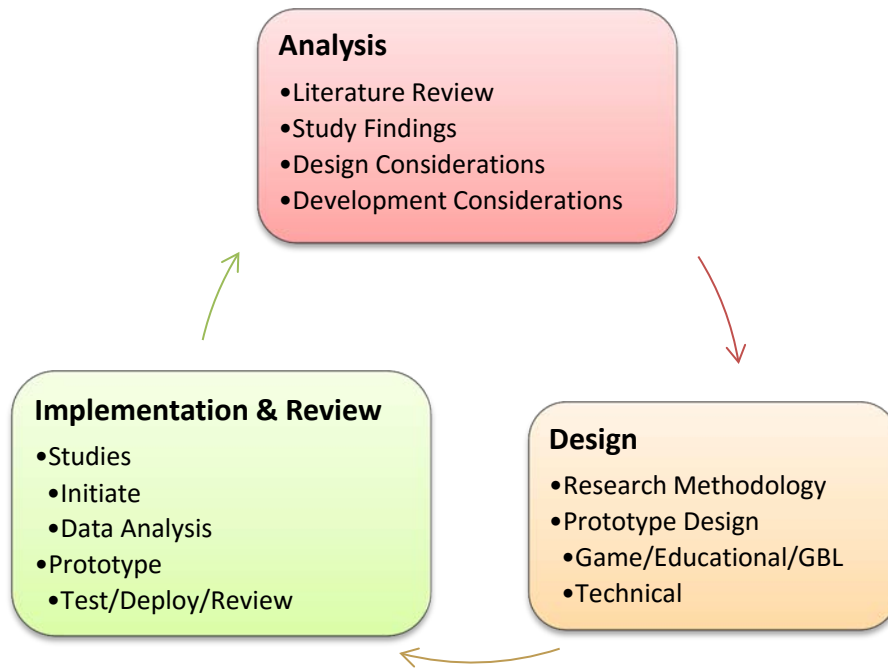 Analysis
•Literature Review
•Study Findings
•Design Considerations
•Development Considerations
Implementation & Review
•Studies
•Initiate
•Data Analysis
•Prototype
•Test/Deploy/Review
Design
•Research Methodology
•Prototype Design
•Game/Educational/GBL
•Technical